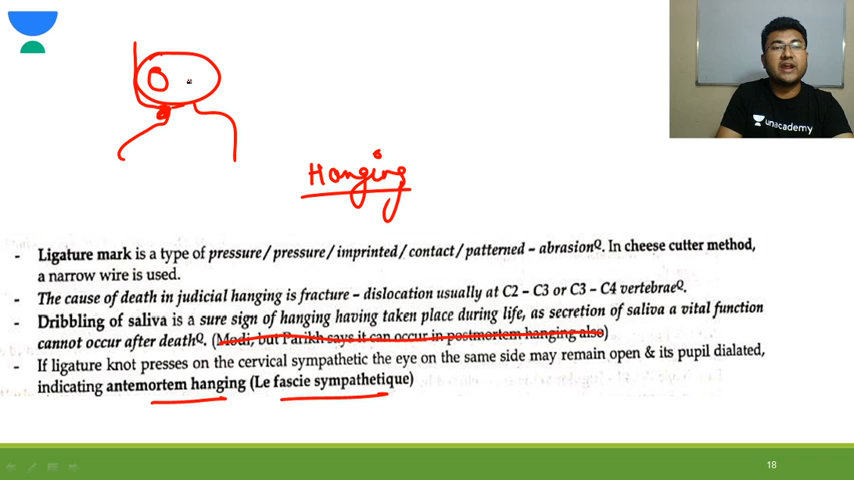 unacademy
Hanging
- Ligature mark is a type of pressure/pressure/imprinted/contact/patterned – abrasionQ. In cheese cutter method,
a narrow wire is used.
- The cause of death in judicial hanging is fracture – dislocation usually at C2 – C3 or C3 – C4 vertebraeQ.
- Dribbling of saliva is a sure sign of hanging having taken place during life, as secretion of saliva a vital function
cannot occur after deathQ. (Modi, but Parikh says it can occur in postmortem hanging also)
- If ligature knot presses on the cervical sympathetic the eye on the same side may remain open & its pupil dialated,
indicating antemortem hanging (Le fascie sympathetique)
18